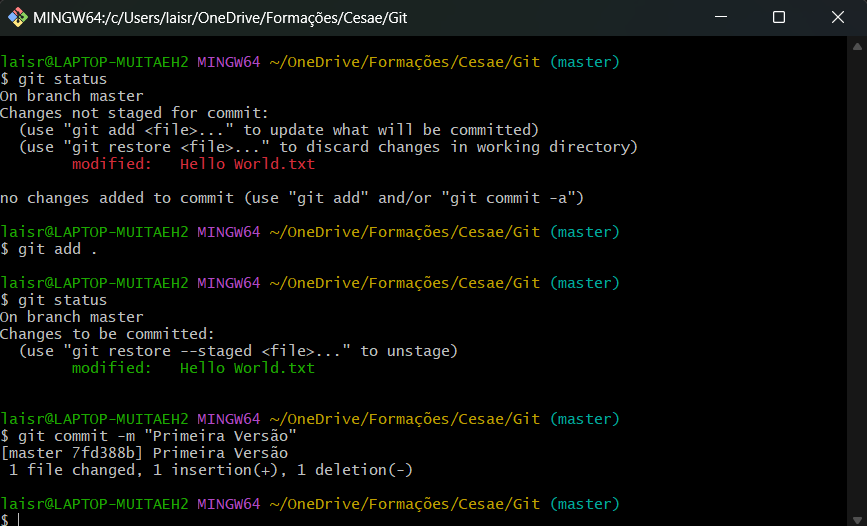 MINGW64:/c/Users/laisr/OneDrive/Formações/Cesae/Git
laisr@LAPTOP-MUITAEH2 MINGW64 ~/OneDrive/Formações/Cesae/Git (master)
$ git status
On branch master
Changes not staged for commit:
  (use "git add <file>..." to update what will be committed)
  (use "git restore <file>..." to discard changes in working directory)
        modified:   Hello World.txt
no changes added to commit (use "git add" and/or "git commit -a")
laisr@LAPTOP-MUITAEH2 MINGW64 ~/OneDrive/Formações/Cesae/Git (master)
$ git add .
laisr@LAPTOP-MUITAEH2 MINGW64 ~/OneDrive/Formações/Cesae/Git (master)
$ git status
On branch master
Changes to be committed:
  (use "git restore --staged <file>..." to unstage)
        modified:   Hello World.txt
laisr@LAPTOP-MUITAEH2 MINGW64 ~/OneDrive/Formações/Cesae/Git (master)
$ git commit -m "Primeira Versão"
[master 7fd388b] Primeira Versão
 1 file changed, 1 insertion(+), 1 deletion(-)
laisr@LAPTOP-MUITAEH2 MINGW64 ~/OneDrive/Formações/Cesae/Git (master)
$